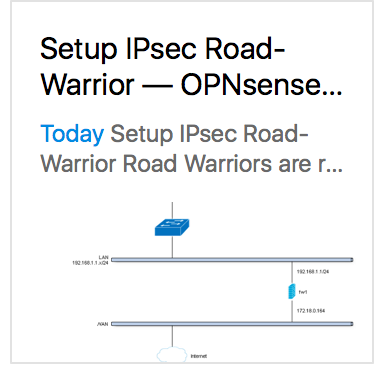 Setup IPsec Road-
Warrior — OPNsense...
Today Setup IPsec Road-
Warrior Road Warriors are r...
LAN
192.168.1.1.x/24
192.168.1.1/24
fw1
172.18.0.164
WAN
Internet